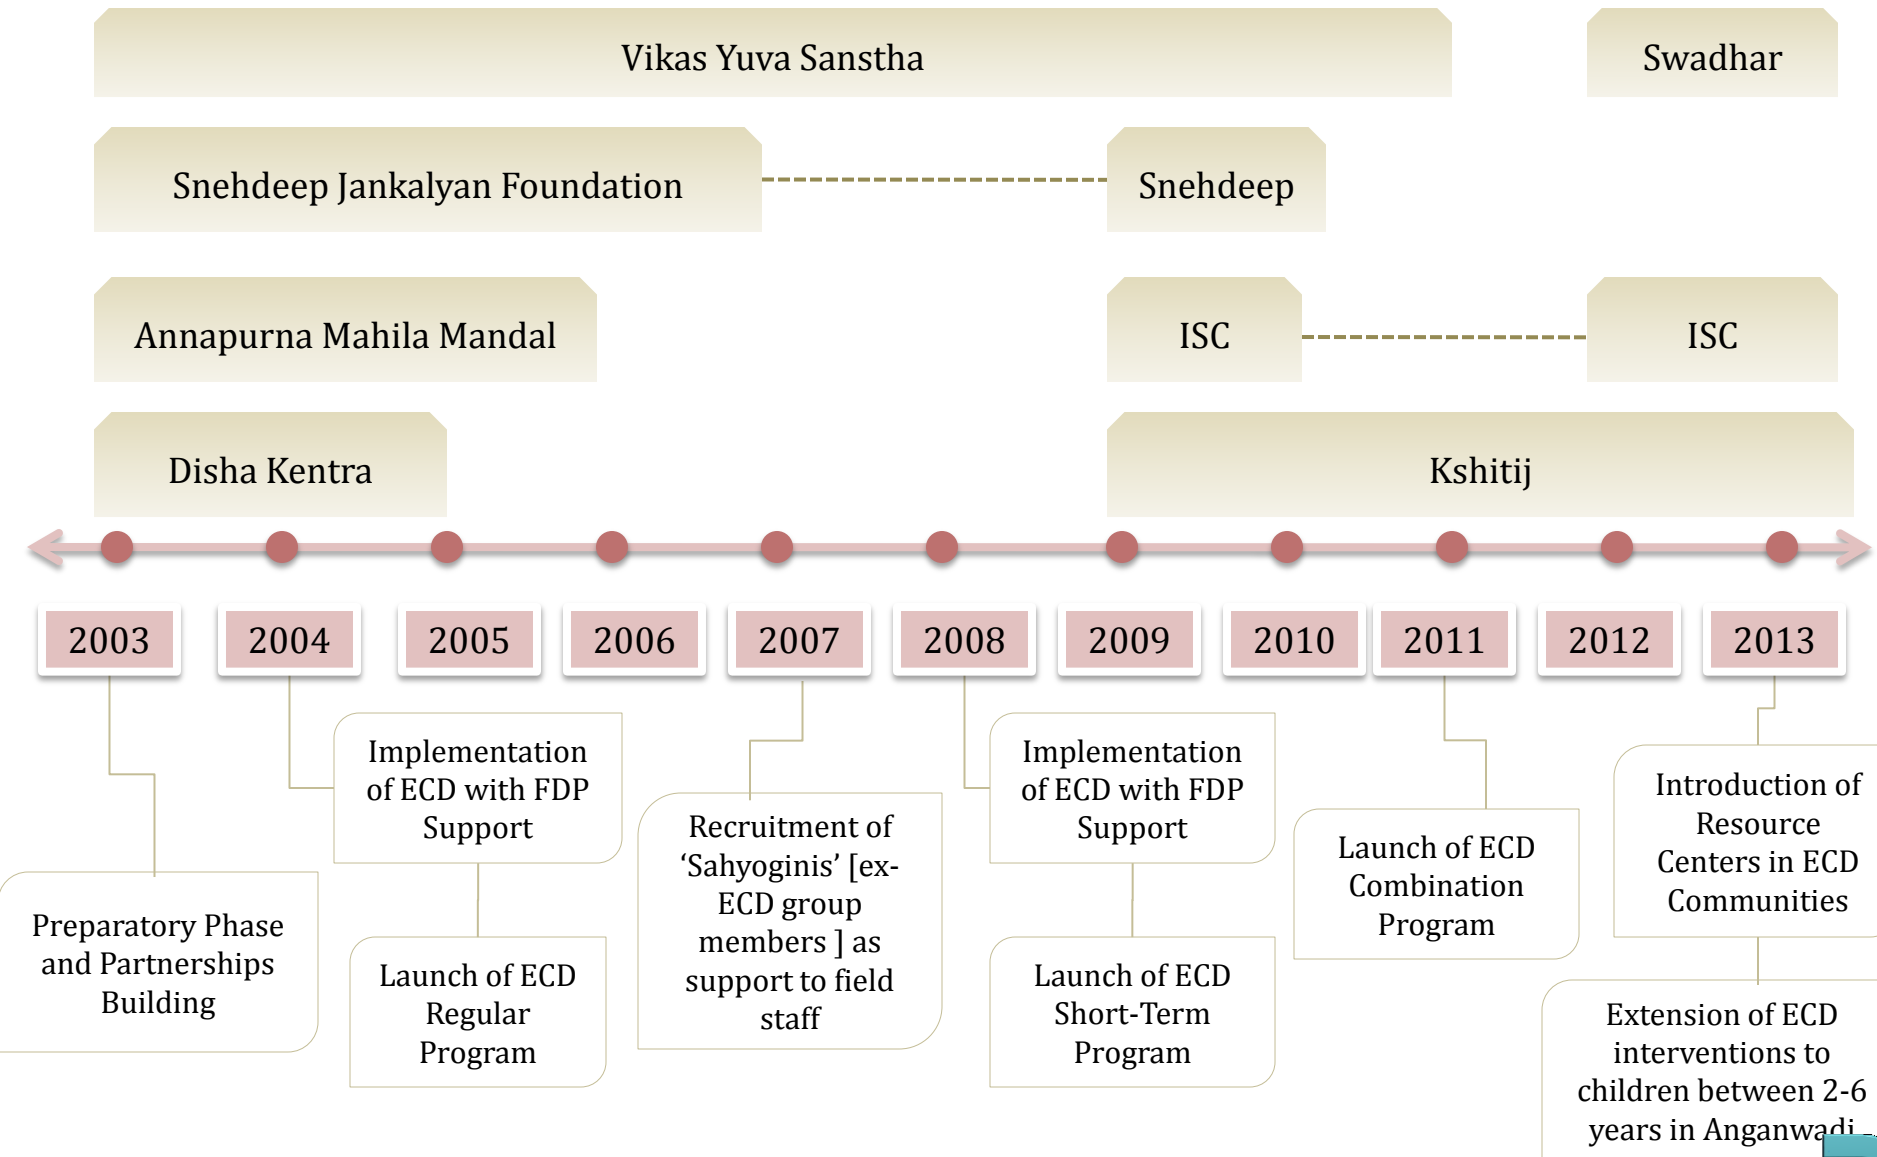 Vikas Yuva Sanstha
Swadhar
Snehdeep Jankalyan Foundation
Snehdeep
Annapurna Mahila Mandal
ISC
ISC
Disha Kentra
Kshitij
2003
2004
2005
2006
2007
2008
2009
2010
2011
2012
2013
Preparatory Phase
and Partnerships
Building
Implementation
of ECD with FDP
Support
Launch of ECD
Regular
Program
Recruitment of
‘Sahyoginis’ [ex-
ECD group
members ] as
support to field
staff
Implementation
of ECD with FDP
Support
Launch of ECD
Short-Term
Program
Launch of ECD
Combination
Program
Introduction of
Resource
Centers in ECD
Communities
Extension of ECD
interventions to
children between 2-6
years in Anganwadi